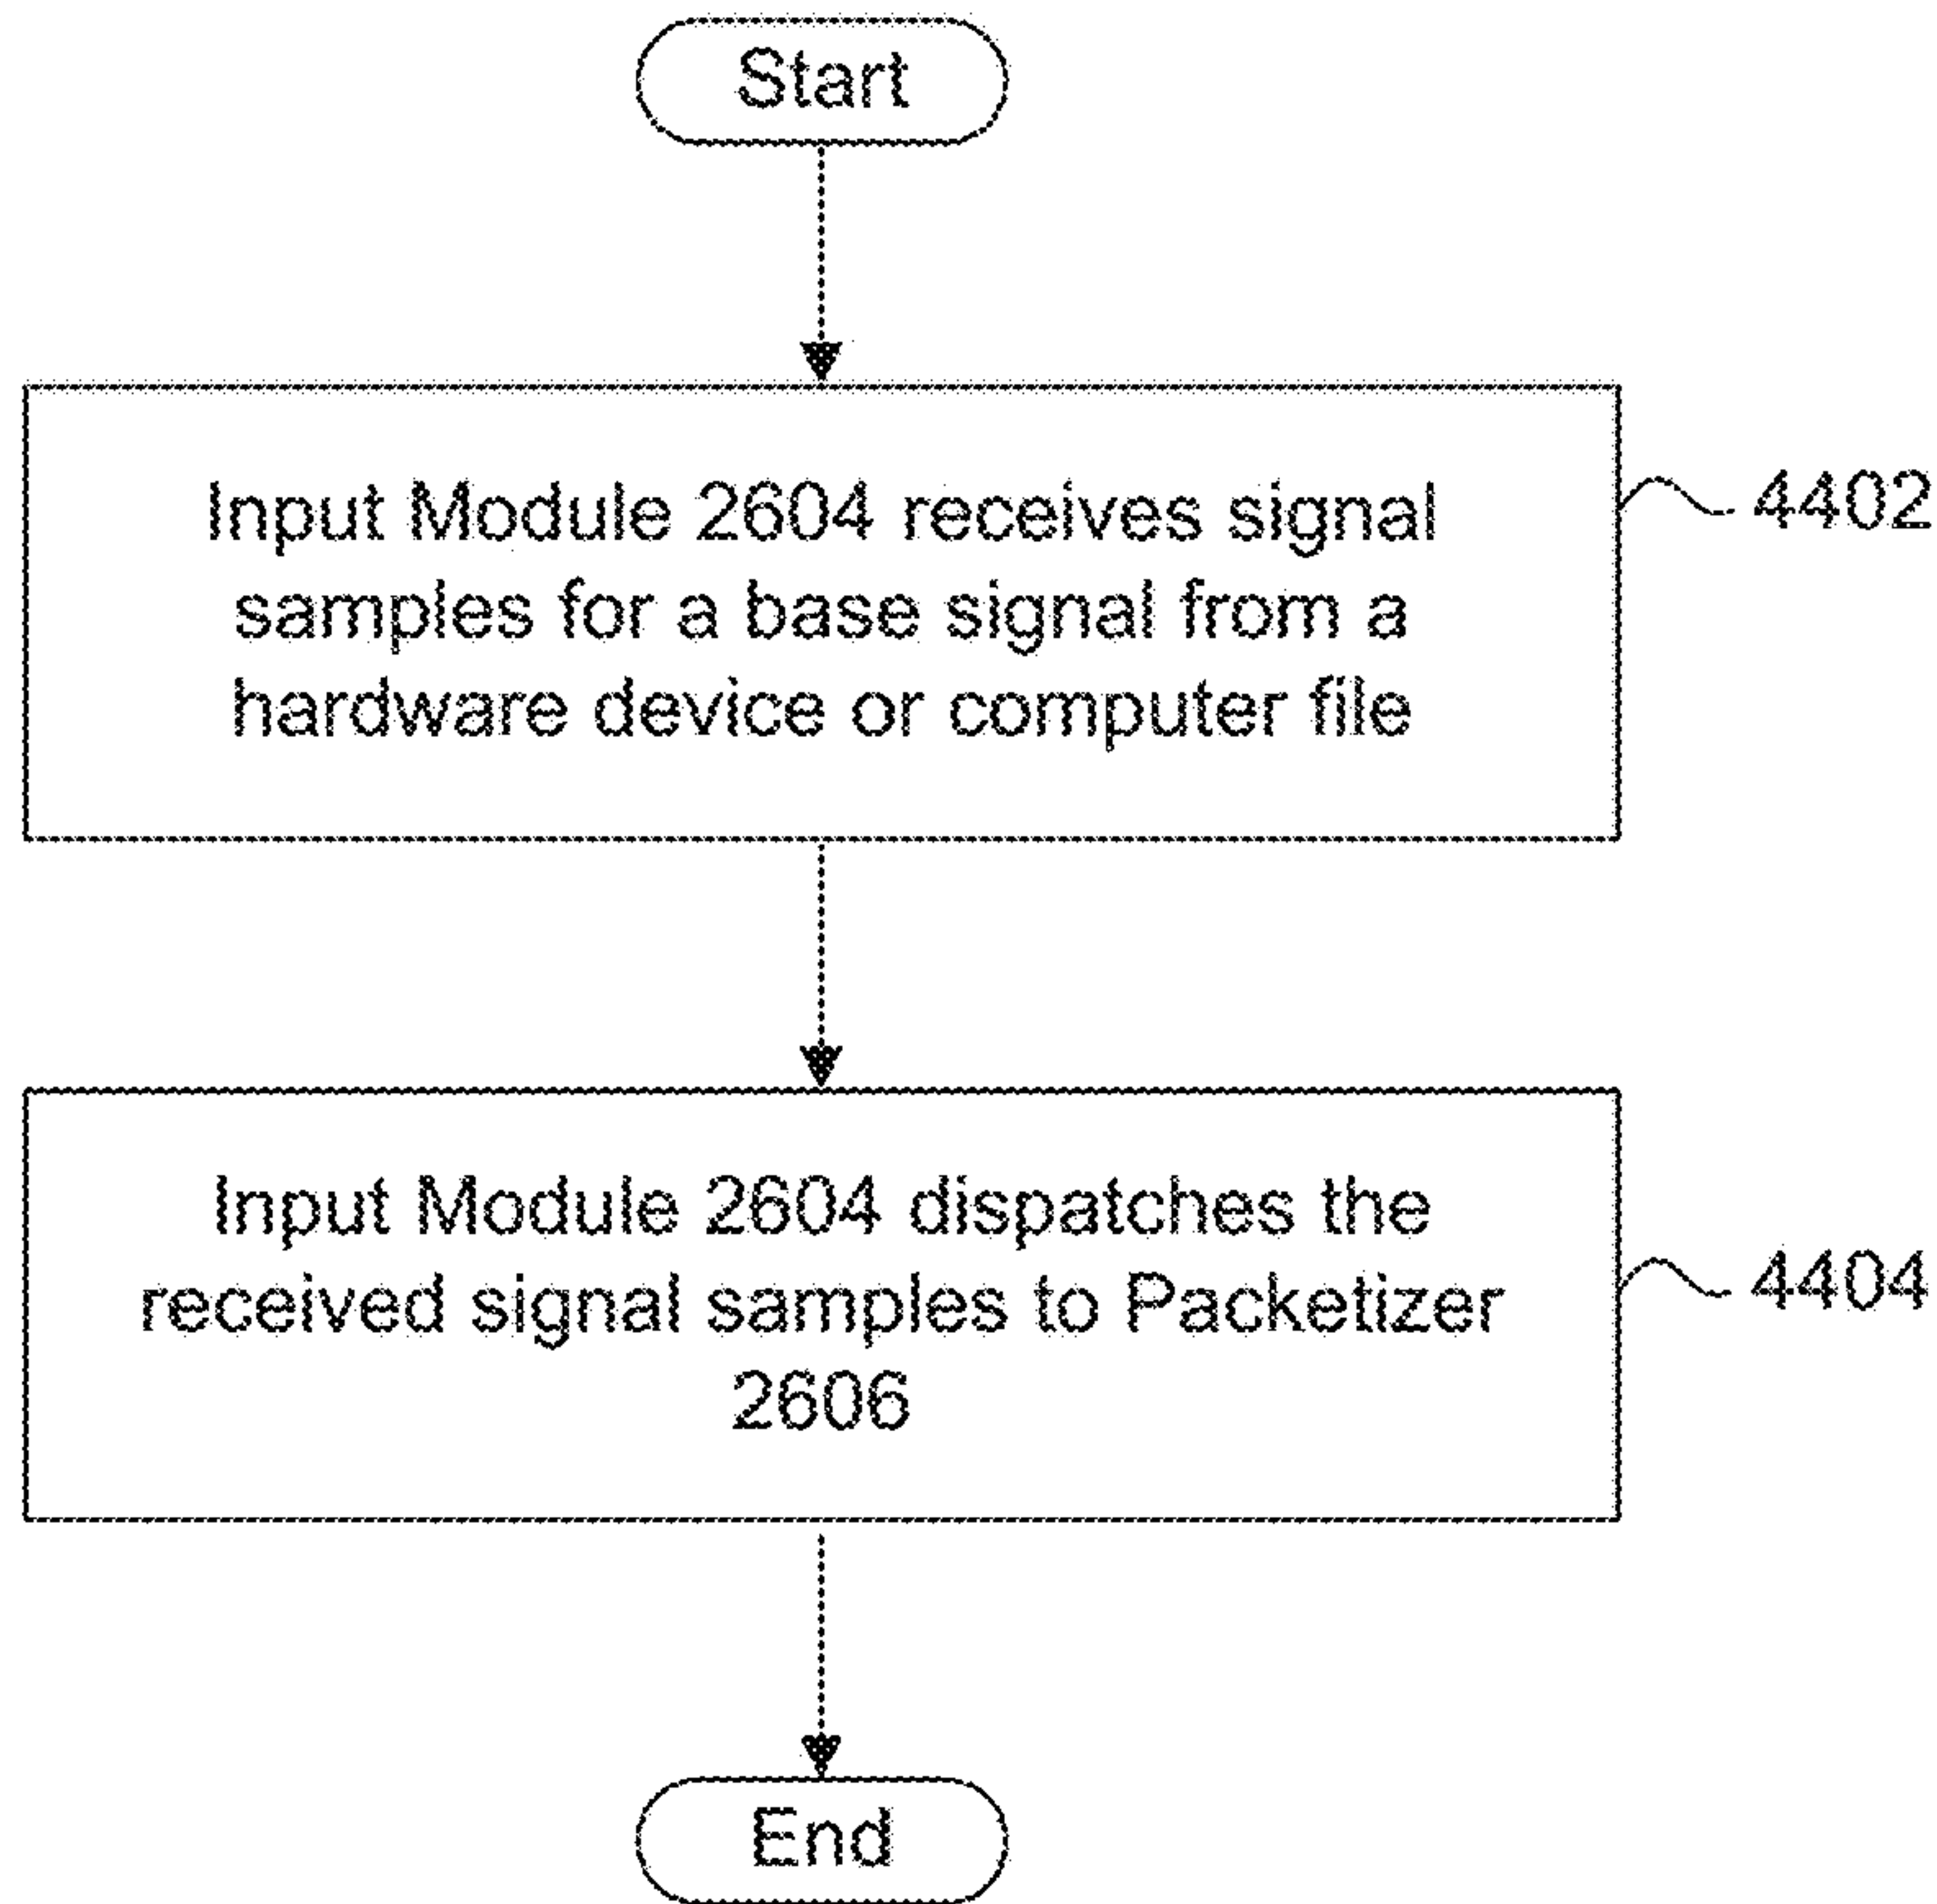 Start
Input Module 2604 receives signal
samples for a base signal from a
hardware device or computer file
4402
Input Module 2604 dispatches the
received signal samples to Packetizer
2606
4404
End